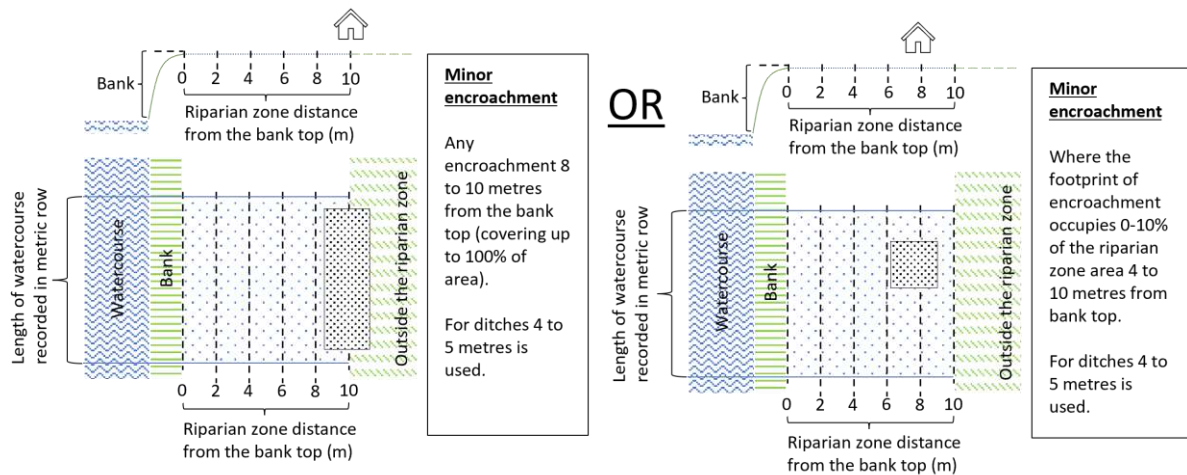 Bank
0 2 4 6 8 10
Riparian zone distance
from the bank top (m)
Length of watercourse
recorded in metric row
Watercourse
Bank
Outside the riparian zone
0 2 4 6 8 10
Riparian zone distance
from the bank top (m)
Minor
encroachment
Any
encroachment 8
to 10 metres
from the bank
top (covering up
to 100% of
area).
For ditches 4 to
5 metres is
used.
OR
Bank
0 2 4 6 8 10
Riparian zone distance
from the bank top (m)
Length of watercourse
recorded in metric row
Watercourse
Bank
Outside the riparian zone
0 2 4 6 8 10
Riparian zone distance
from the bank top (m)
Minor
encroachment
Where the
footprint of
encroachment
occupies 0-10%
of the riparian
zone area 4 to
10 metres from
bank top.
For ditches 4 to
5 metres is
used.